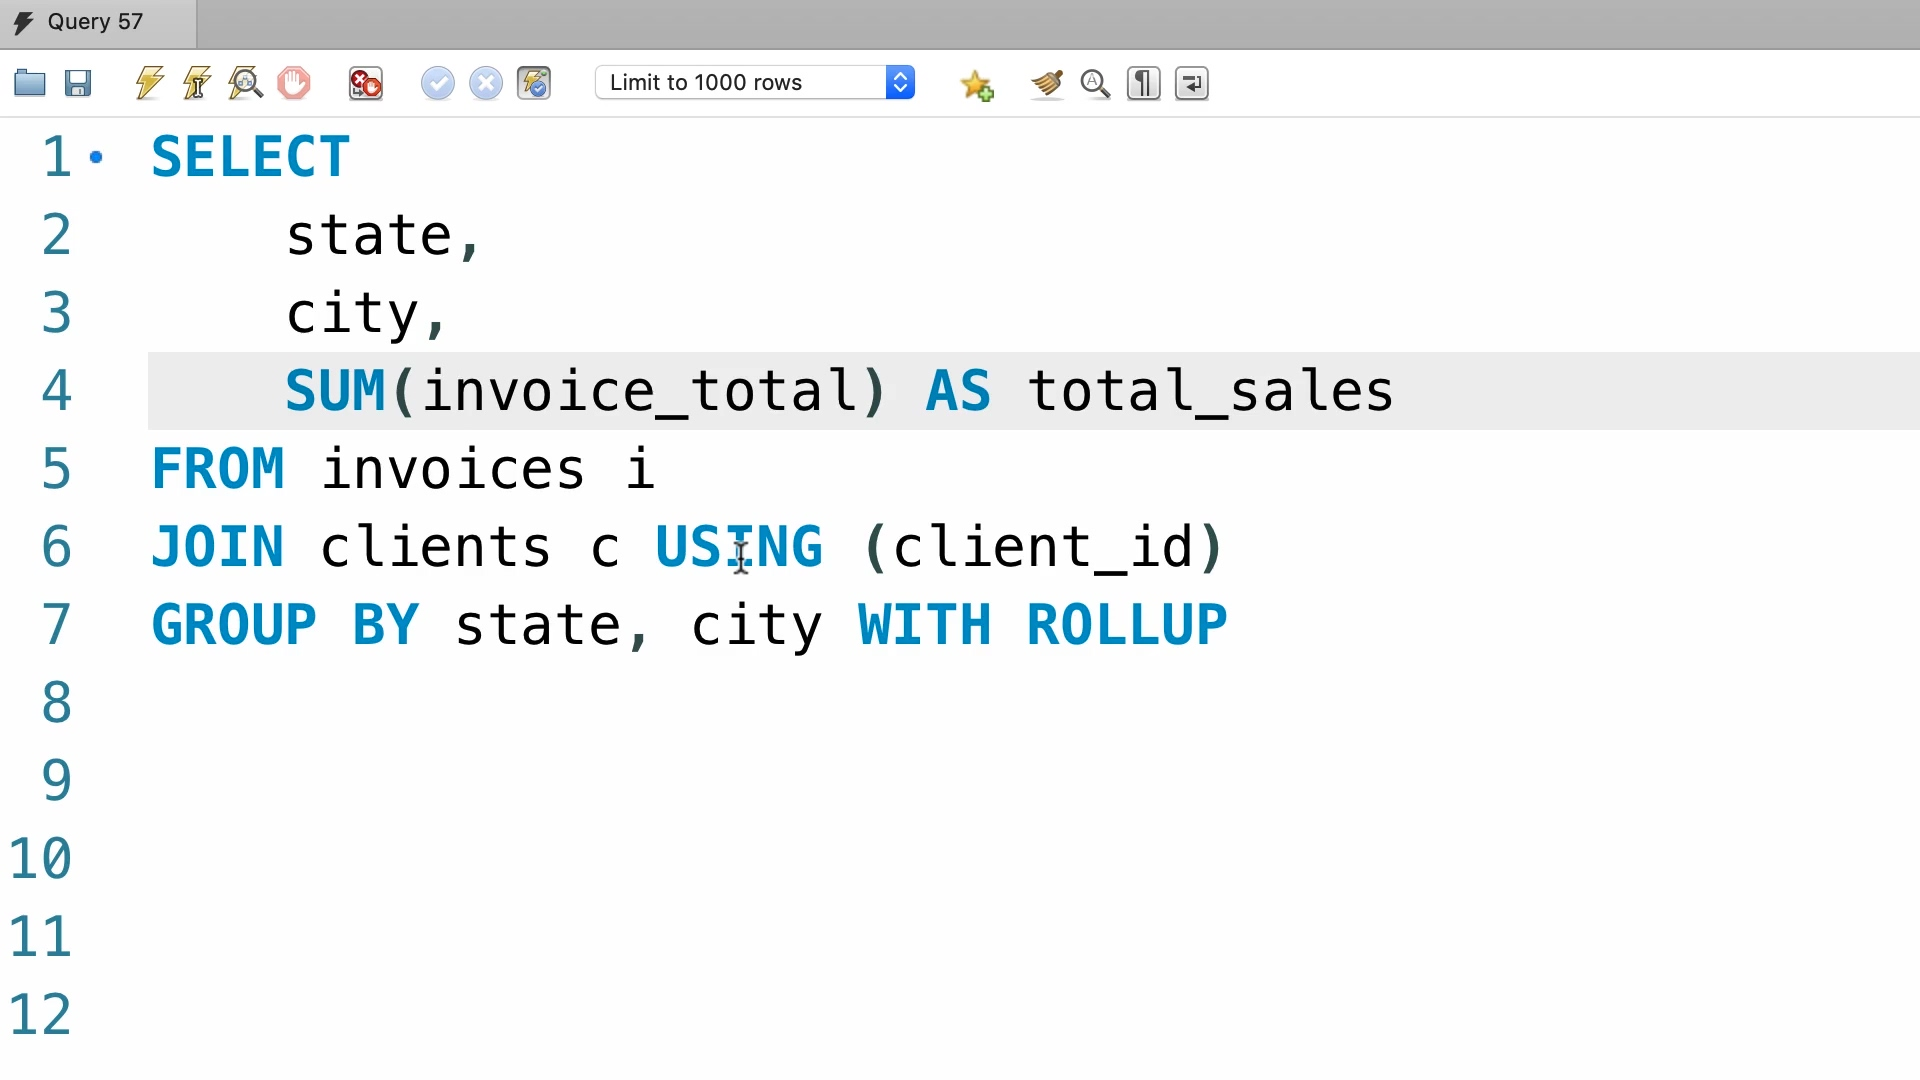 Query 57
Limit to 1000 rows
1 SELECT
2 state,
3 city,
4 SUM(invoice_total) AS total_sales
5 FROM invoices i
6 JOIN clients c USING (client_id)
7 GROUP BY state, city WITH ROLLUP
8
9
10
11
12